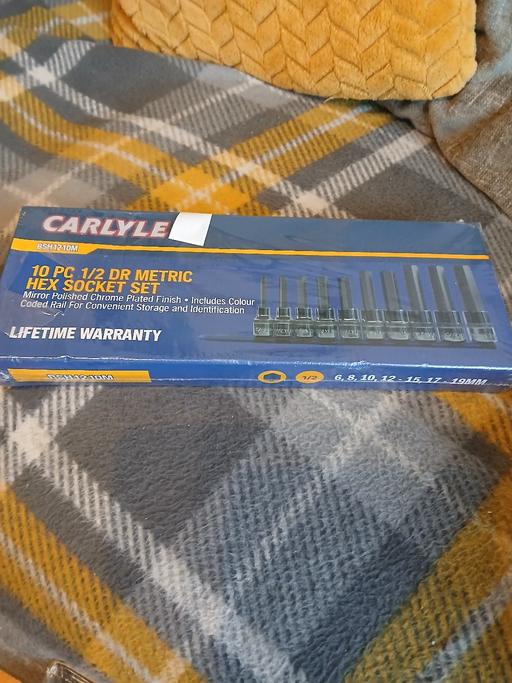 CARLYLE
BSH1210M
10 PC 1/2 DR METRIC
HEX SOCKET SET
Mirror Polished Chrome Plated Finish • Includes Colour
Coded Rail For Convenient Storage and Identification
LIFETIME WARRANTY
BSH1210M 1/2 6, 8, 10, 12 - 15, 17 - 19MM